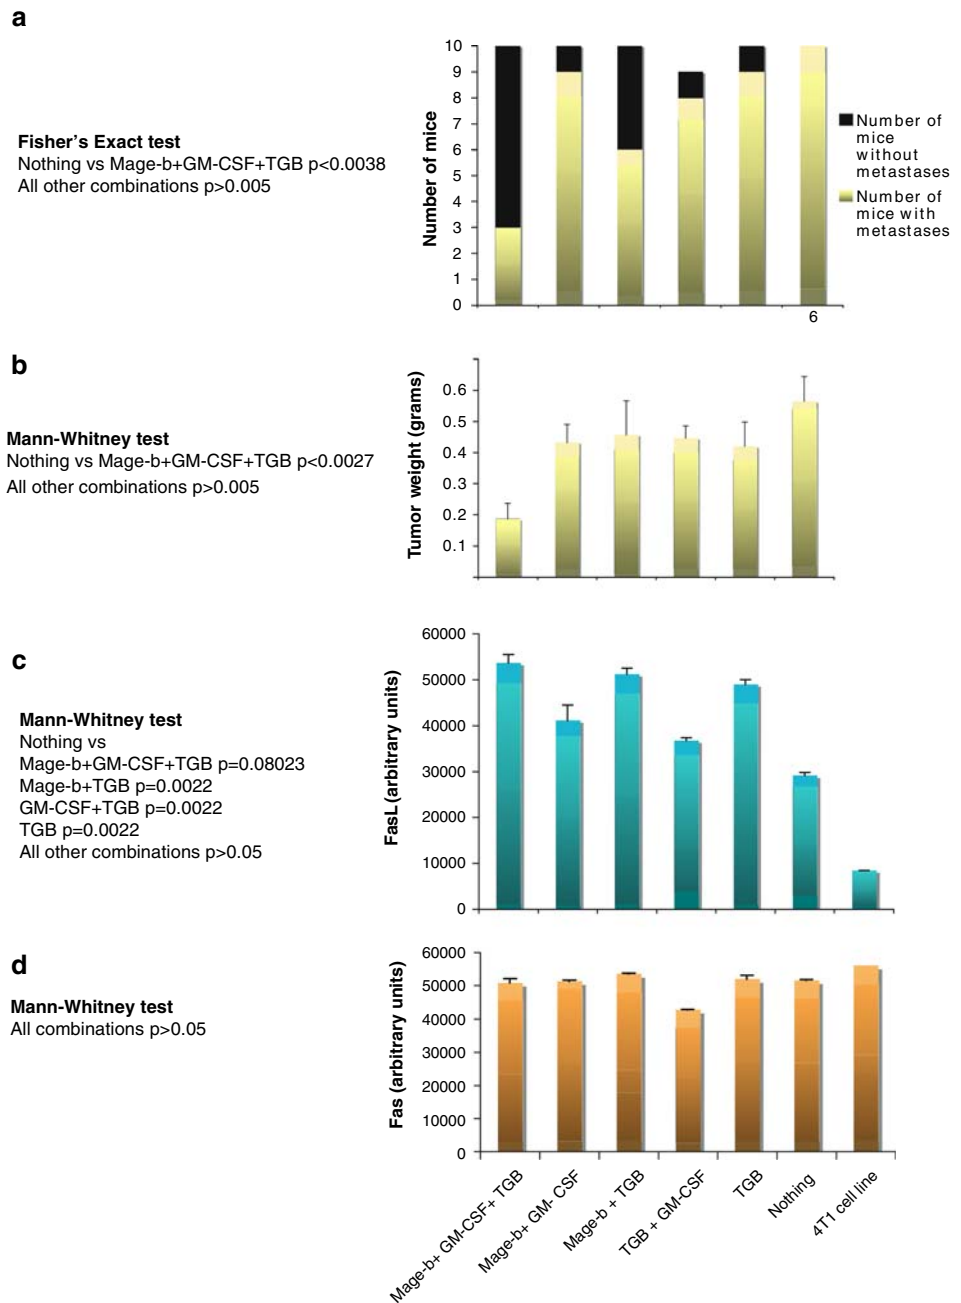 a
Fisher's Exact test
Nothing vs Mage-b+GM-CSF+TGB p<0.0038
All other combinations p>0.005
Number of mice
10
9
8
7
6
5
4
3
2
1
0
6
Number of
mice
without
metastases
Number of
mice with
metastases
b
Mann-Whitney test
Nothing vs Mage-b+GM-CSF+TGB p<0.0027
All other combinations p>0.005
Tumor weight (grams)
0.6
0.5
0.4
0.3
0.2
0.1
c
Mann-Whitney test
Nothing vs
Mage-b+GM-CSF+TGB p=0.08023
Mage-b+TGB p=0.0022
GM-CSF+TGB p=0.0022
TGB p=0.0022
All other combinations p>0.05
FasL (arbitrary units)
60000
50000
40000
30000
20000
10000
0
d
Mann-Whitney test
All combinations p>0.05
Fas (arbitrary units)
60000
50000
40000
30000
20000
10000
0
Mage-b+ GM-CSF+ TGB
Mage-b+ GM- CSF
Mage-b + TGB
TGB + GM-CSF
TGB
Nothing
4T1 cell line